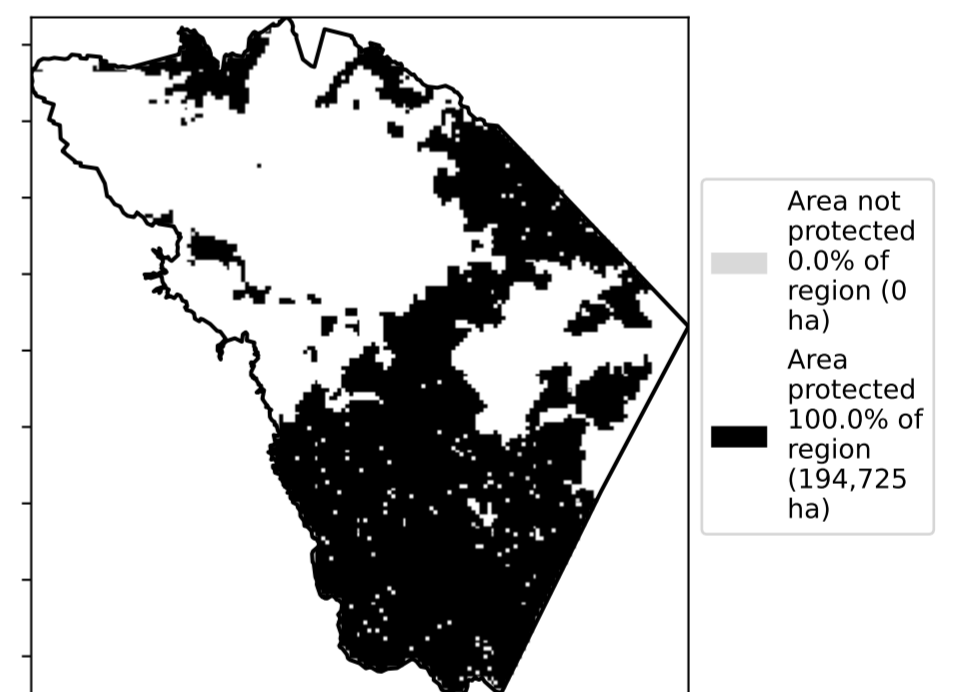 Area not
protected
0.0% of
region (0
ha)
Area
protected
100.0% of
region
(194,725
ha)